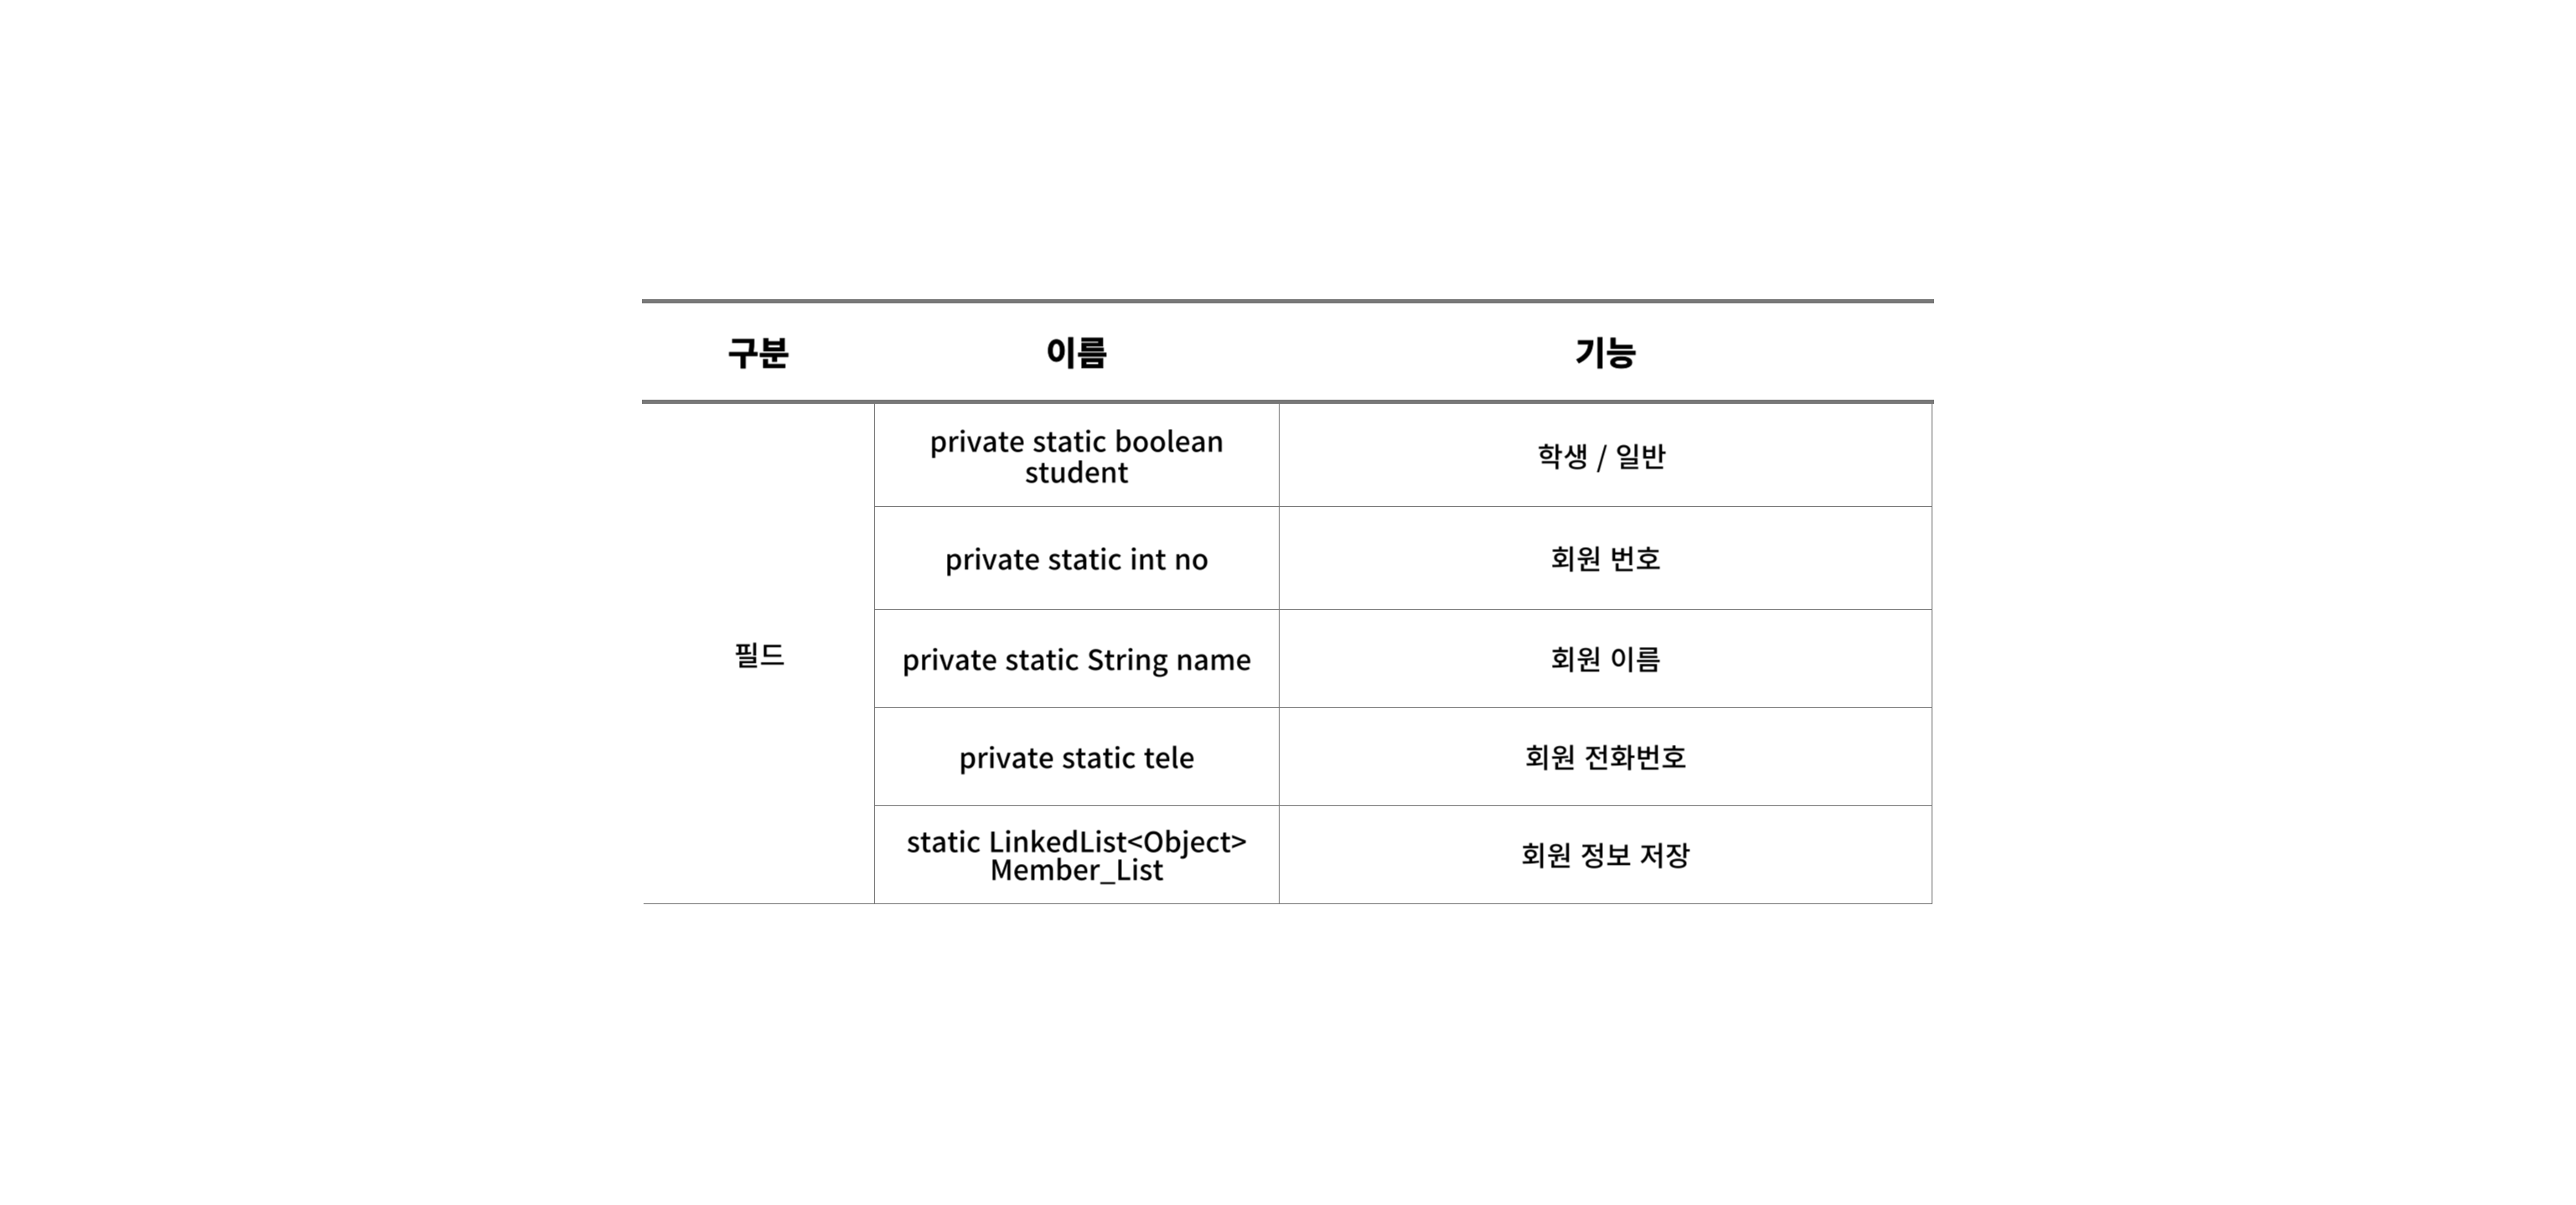 구분 이름 기능
private static boolean
student
학생 / 일반
private static int no
회원 번호
필드
private static String name
회원 이름
private static tele
회원 전화번호
static LinkedList<Object>
Member_List
회원 정보 저장